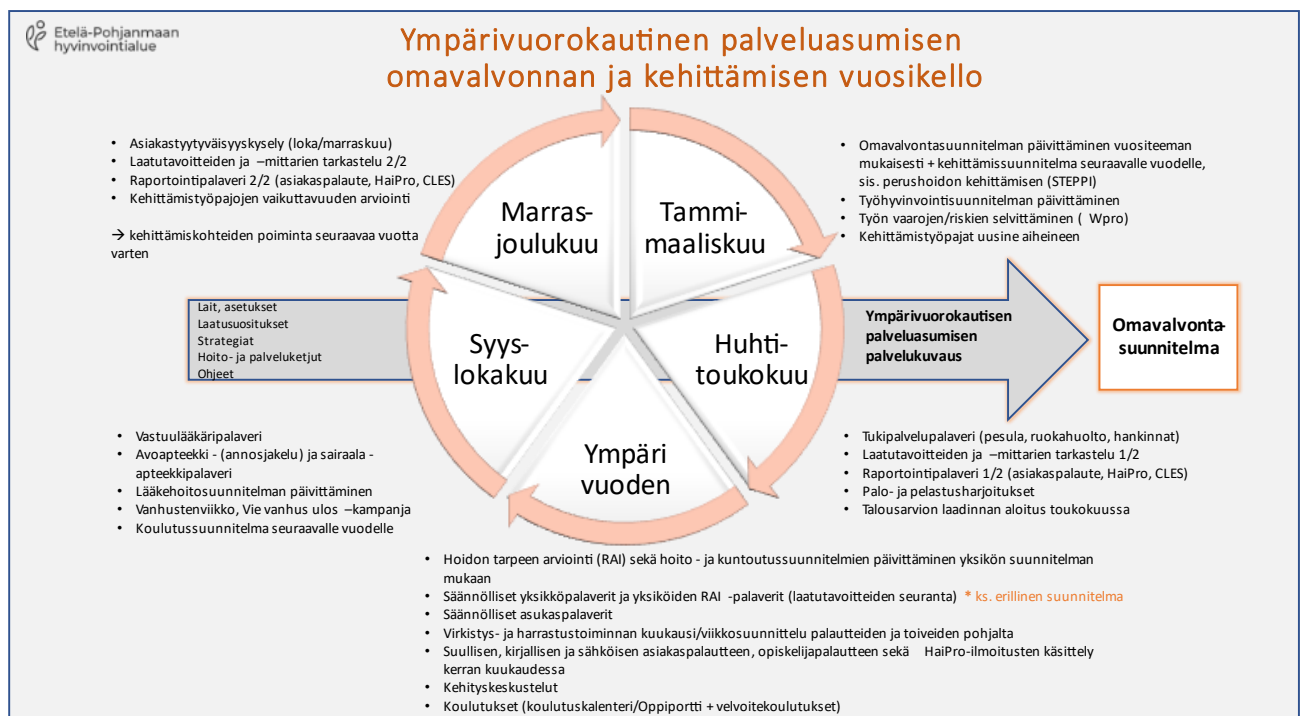 Etelä-Pohjanmaan
hyvinvointialue
Ympärivuorokautinen palveluasumisen
omavalvonnan ja kehittämisen vuosikello
• Asiakastyytyväisyyskysely (loka/marraskuu)
• Laatutavoitteiden ja –mittarien tarkastelu 2/2
• Raportointipalaveri 2/2 (asiakaspalaute, HaiPro, CLES)
• Kehittämistyöpajojen vaikuttavuuden arviointi
→ kehittämiskohteiden poiminta seuraavaa vuotta
varten
Marras-
joulukuu
Tammi-
maaliskuu
• Omavalvontasuunnitelman päivittäminen vuositeeman
mukaisesti + kehittämissuunnitelma seuraavalle vuodelle,
sis. perushoidon kehittämisen (STEPPI)
• Työhyvinvointisuunnitelman päivittäminen
• Työn vaarojen/riskien selvittäminen ( Wpro)
• Kehittämistyöpajat uusine aiheineen
Lait, asetukset
Laatusuositukset
Strategiat
Hoito- ja palveluketjut
Ohjeet
Syys-
lokakuu
Huhti-
toukokuu
Ympärivuorokautisen
palveluasumisen
palvelukuvaus
Omavalvonta-
suunnitelma
• Vastuulääkäripalaveri
• Avoapteekki - (annosjakelu) ja sairaala -
apteekkipalaveri
• Lääkehoitosuunnitelman päivittäminen
• Vanhustenviikko, Vie vanhus ulos –kampanja
• Koulutussuunnitelma seuraavalle vuodelle
Ympäri
vuoden
• Tukipalvelupalaveri (pesula, ruokahuolto, hankinnat)
• Laatutavoitteiden ja –mittarien tarkastelu 1/2
• Raportointipalaveri 1/2 (asiakaspalaute, HaiPro, CLES)
• Palo- ja pelastusharjoitukset
• Talousarvion laadinnan aloitus toukokuussa
• Hoidon tarpeen arviointi (RAI) sekä hoito - ja kuntoutussuunnitelmien päivittäminen yksikön suunnitelman
mukaan
• Säännölliset yksikköpalaverit ja yksiköiden RAI -palaverit (laatutavoitteiden seuranta) * ks. erillinen suunnitelma
• Säännölliset asukaspalaverit
• Virkistys- ja harrastustoiminnan kuukausi/viikkosuunnittelu palautteiden ja toiveiden pohjalta
• Suullisen, kirjallisen ja sähköisen asiakaspalautteen, opiskelijapalautteen sekä HaiPro-ilmoitusten käsittely
kerran kuukaudessa
• Kehityskeskustelut
• Koulutukset (koulutuskalenteri/Oppiportti + velvoitekoulutukset)